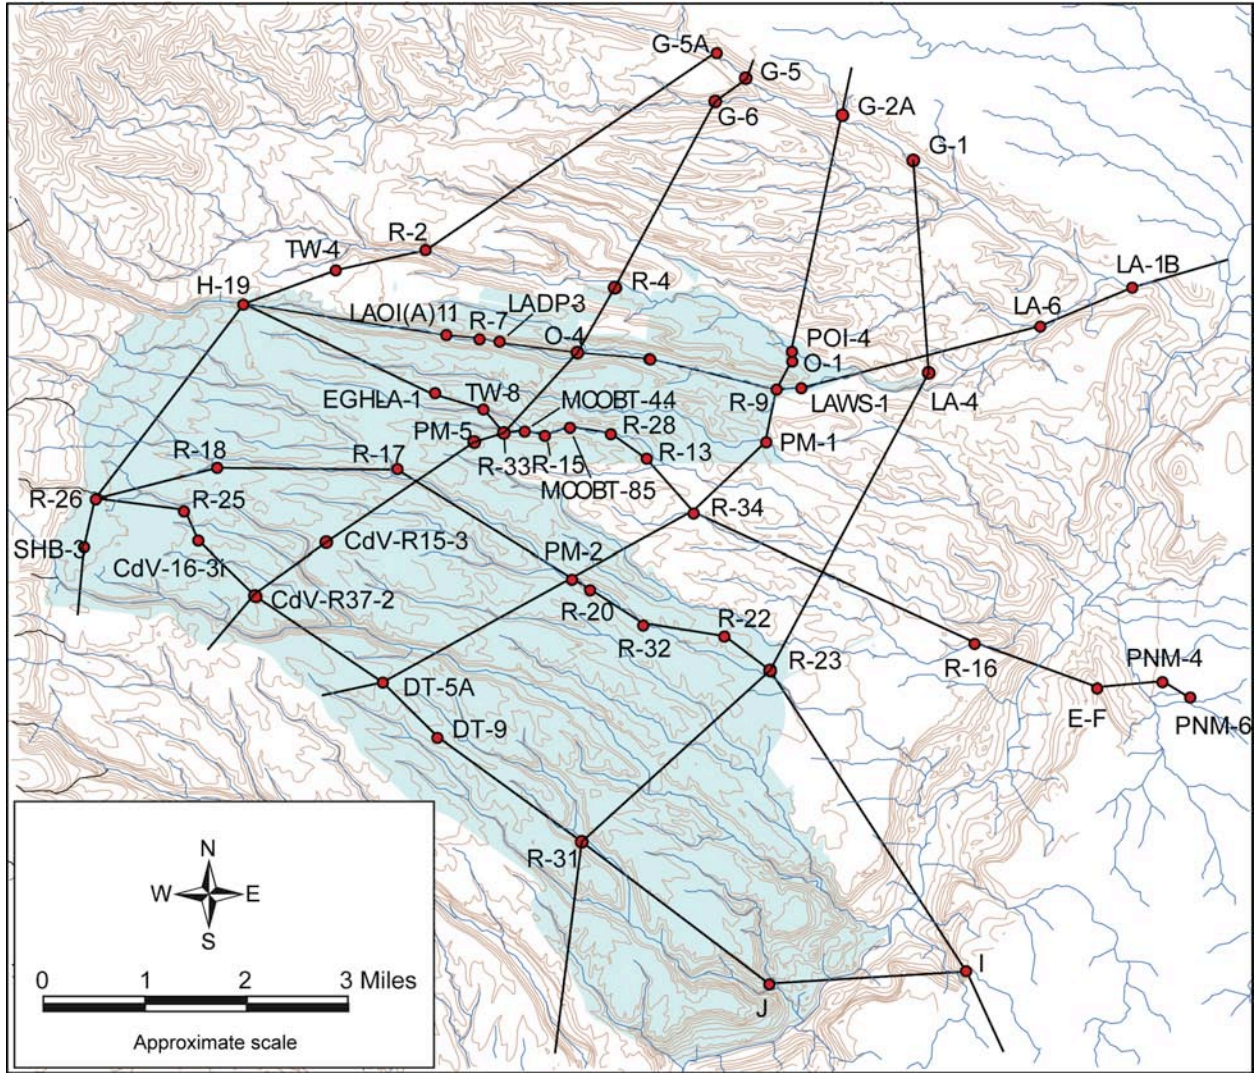 G-5A
G-5
G-6
G-2A
G-1
R-2
TW-4
H-19
R-4
LA-1B
LA-6
LADP-3
R-7
LAOI(A)11
O-4
POI-4
O-1
R-9
LAWS-1
LA-4
EGHLA-1
TW-8
MCOBT-44
PM-5
R-28
PM-1
R-33
R-15
R-13
MCOBT-85
R-18
R-17
R-26
R-25
R-34
SHB-3
CdV-16-3i
CdV-R15-3
PM-2
CdV-R37-2
R-20
R-32
R-22
R-23
R-16
PNM-4
E-F
PNM-6
DT-5A
DT-9
R-31
J
I
N
W E
S
0 1 2 3 Miles
Approximate scale